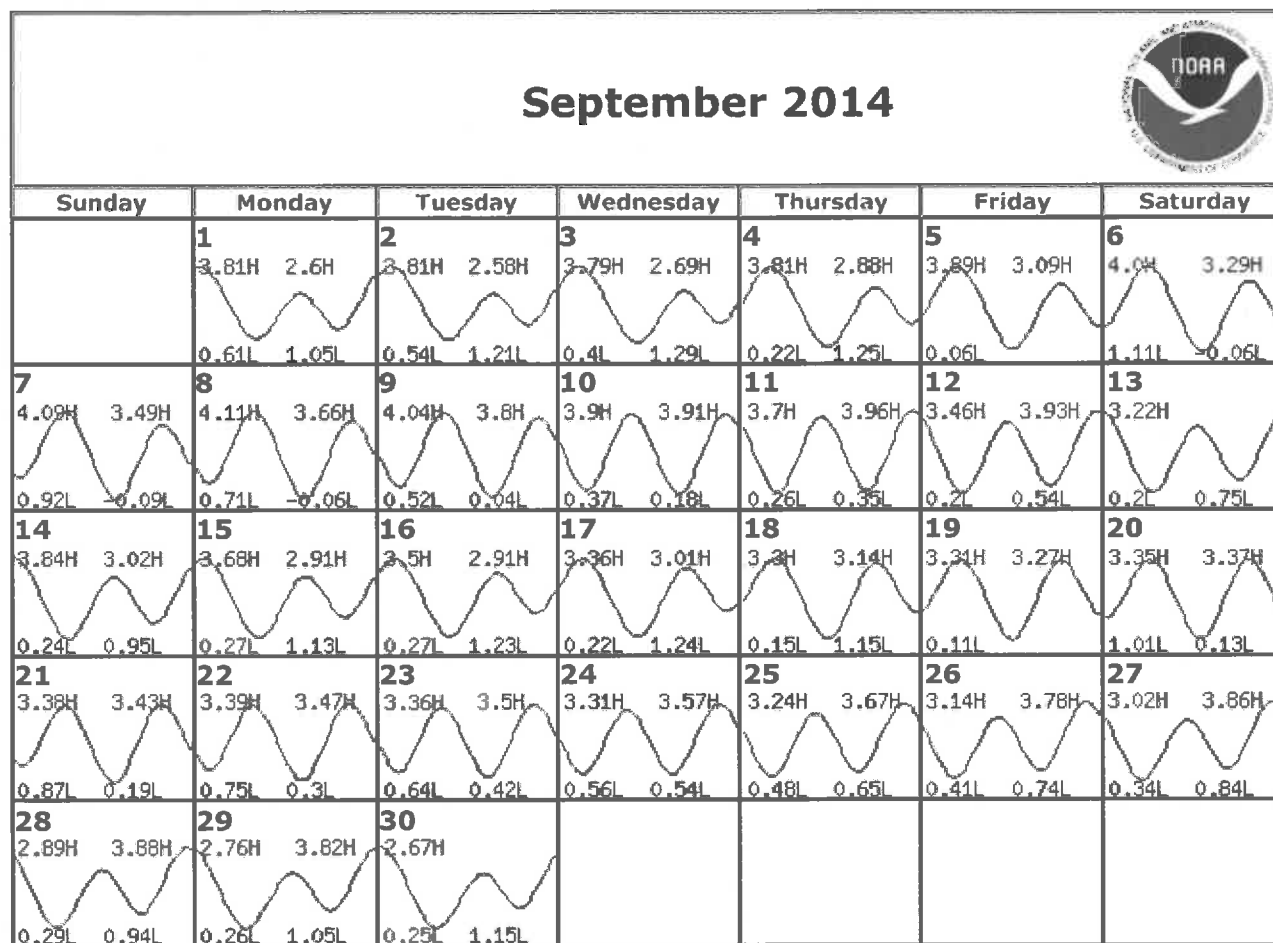 NOAA
September 2014
Sunday Monday Tuesday Wednesday Thursday Friday Saturday
1 2 3 4 5 6
3.81H 2.6H 3.81H 2.58H 3.79H 2.69H 3.81H 2.88H 3.89H 3.09H 4.0H 3.29H
0.61L 1.05L 0.54L 1.21L 0.4L 1.29L 0.22L 1.25L 0.06L 1.11L -0.06L
7 8 9 10 11 12 13
4.09H 3.49H 4.11H 3.66H 4.04H 3.8H 3.9H 3.91H 3.7H 3.96H 3.46H 3.93H 3.22H
0.92L -0.09L 0.71L -0.06L 0.52L 0.04L 0.37L 0.18L 0.26L 0.35L 0.2L 0.54L 0.2L 0.75L
14 15 16 17 18 19 20
3.84H 3.02H 3.68H 2.91H 3.5H 2.91H 3.36H 3.01H 3.3H 3.14H 3.31H 3.27H 3.35H 3.37H
0.24L 0.95L 0.27L 1.13L 0.27L 1.23L 0.22L 1.24L 0.15L 1.15L 0.11L 1.01L 0.13L
21 22 23 24 25 26 27
3.38H 3.43H 3.39H 3.47H 3.36H 3.5H 3.31H 3.57H 3.24H 3.67H 3.14H 3.78H 3.02H 3.86H
0.87L 0.19L 0.75L 0.3L 0.64L 0.42L 0.56L 0.54L 0.48L 0.65L 0.41L 0.74L 0.34L 0.84L
28 29 30
2.89H 3.88H 2.76H 3.82H 2.67H
0.29L 0.94L 0.26L 1.05L 0.25L 1.15L